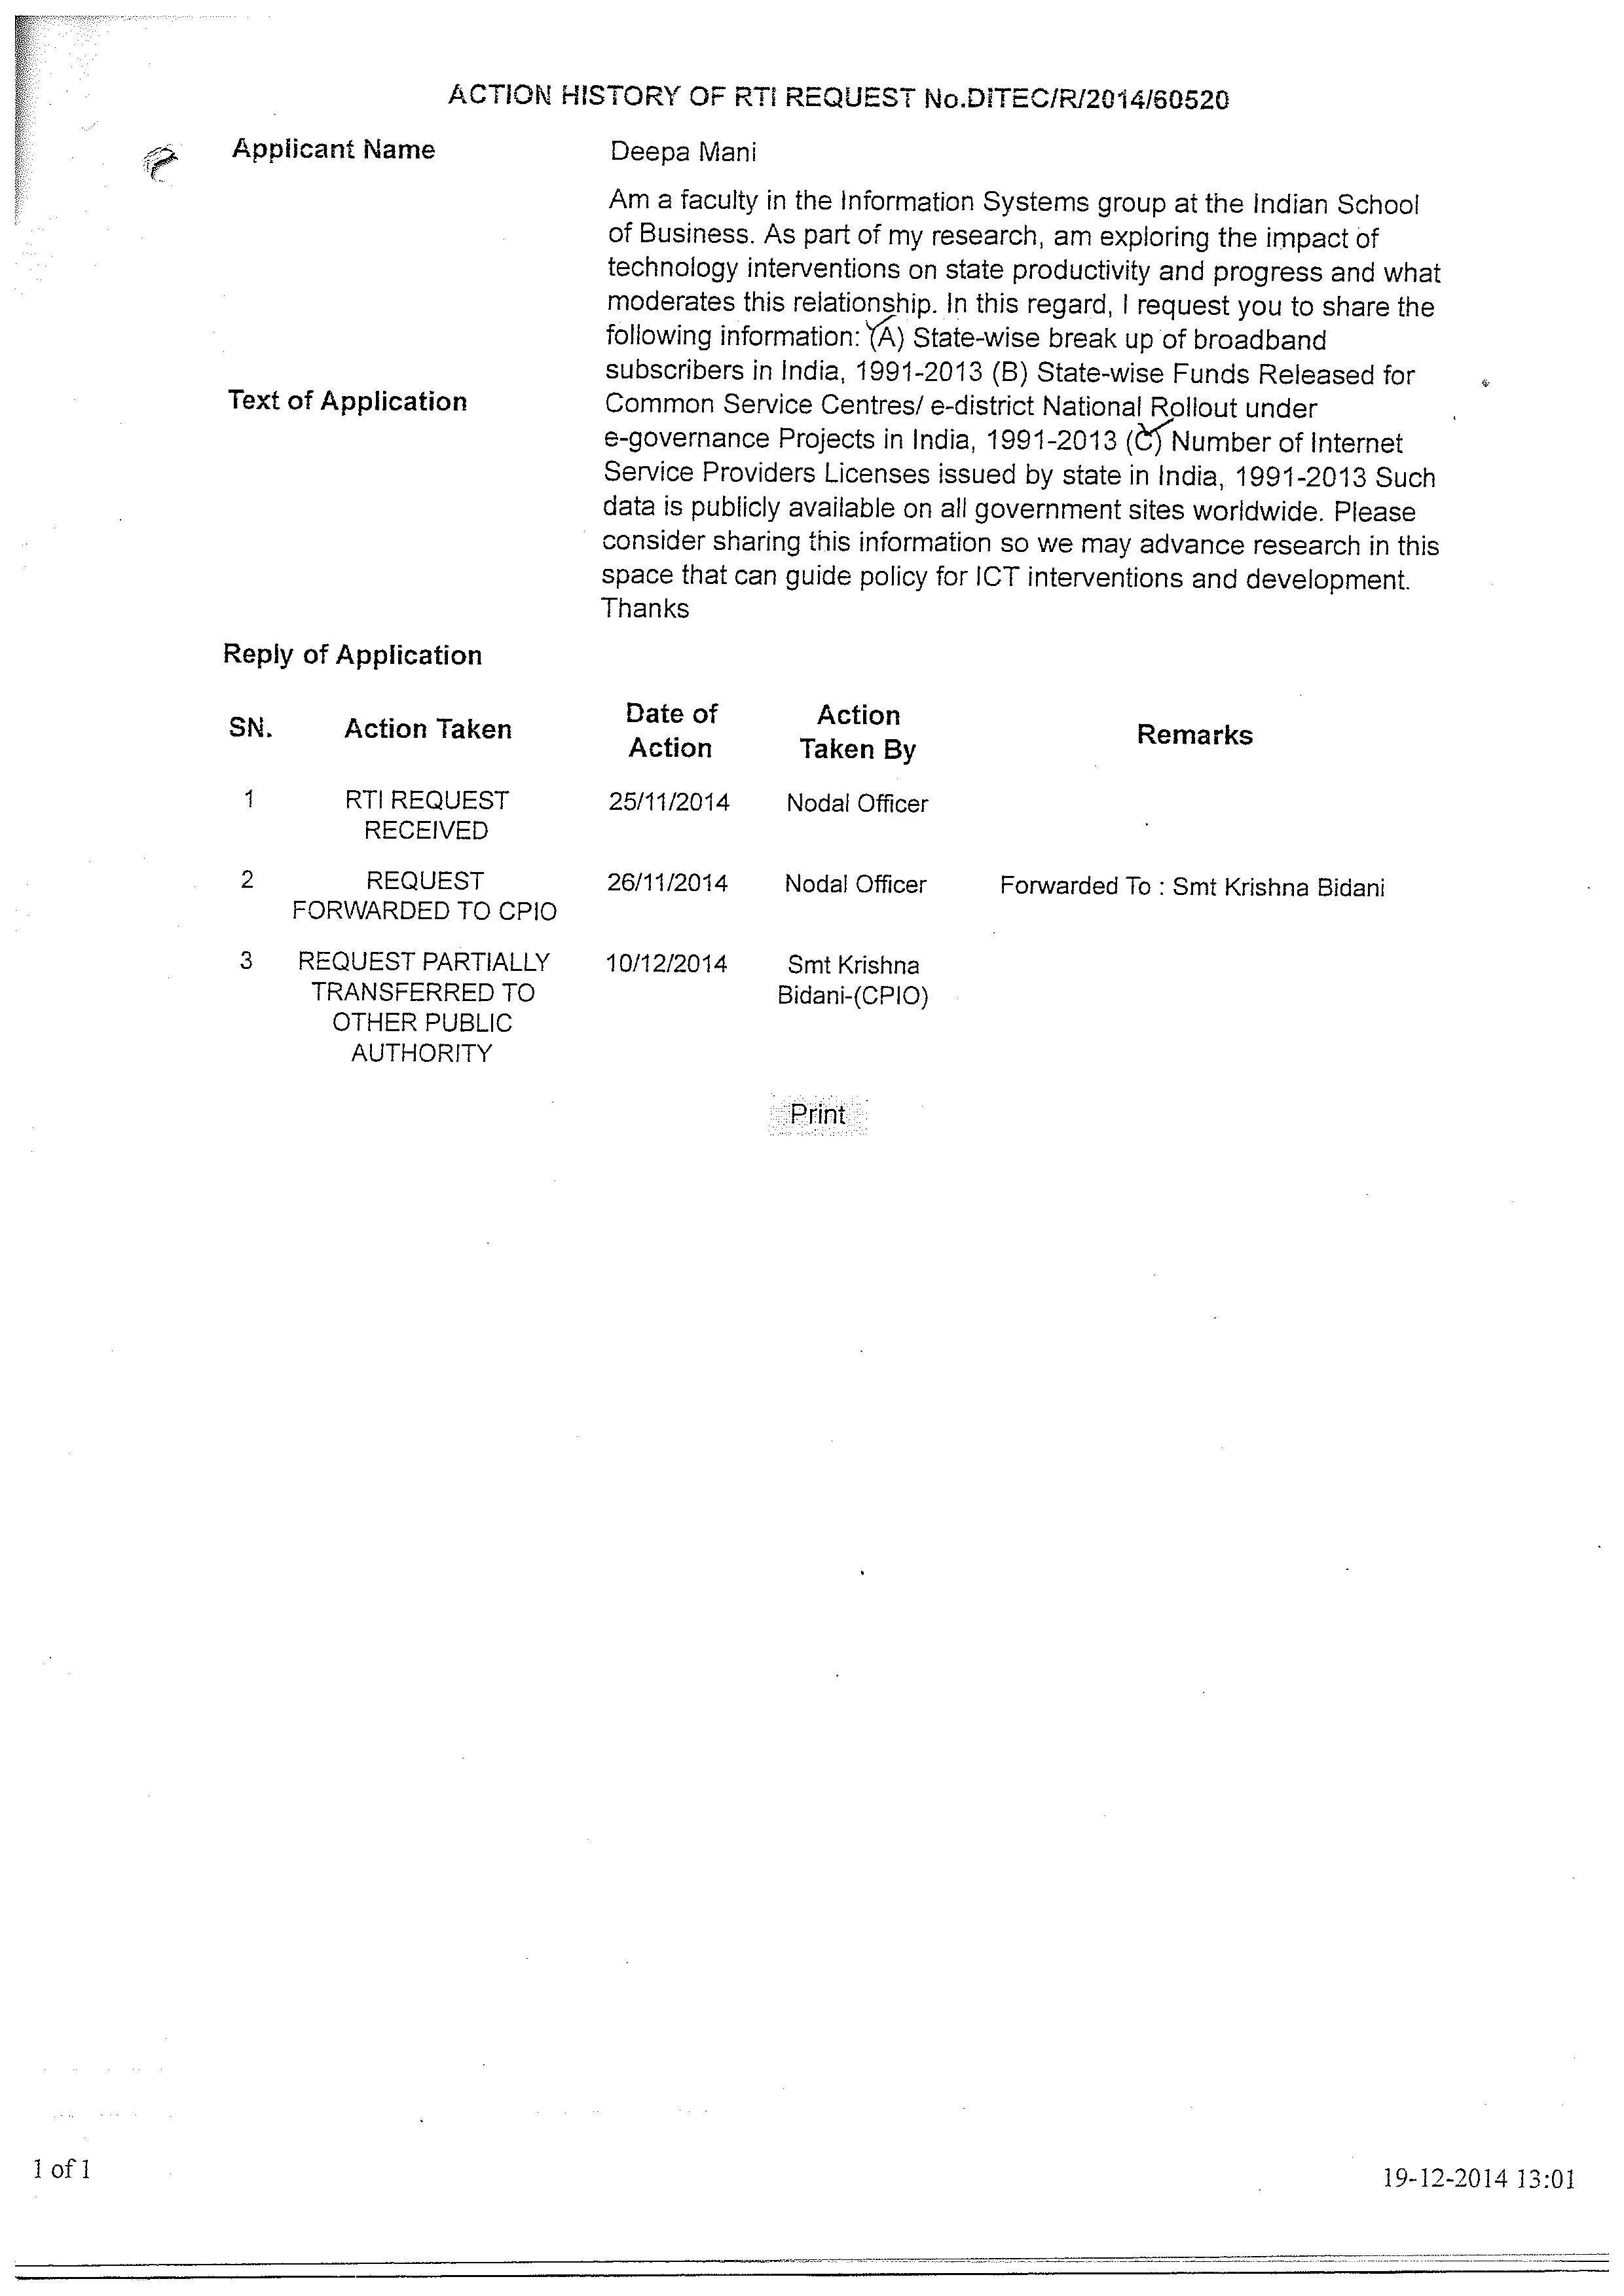 ACTION HISTORY OF RTI REQUEST No.DITEC/R/2014/60520
Applicant Name Deepa Mani
Am a faculty in the Information Systems group at the Indian School
of Business. As part of my research, am exploring the impact of
technology interventions on state productivity and progress and what
moderates this relationship. In this regard, I request you to share the
following information: (A) State-wise break up of broadband
subscribers in India, 1991-2013 (B) State-wise Funds Released for
Text of Application Common Service Centres/ e-district National Rollout under
e-governance Projects in India, 1991-2013 (C) Number of Internet
Service Providers Licenses issued by state in India, 1991-2013 Such
data is publicly available on all government sites worldwide. Please
consider sharing this information so we may advance research in this
space that can guide policy for ICT interventions and development.
Thanks
Reply of Application
SN. Action Taken Date of Action Action Taken By Remarks
1 RTI REQUEST 25/11/2014 Nodal Officer
RECEIVED
2 REQUEST 26/11/2014 Nodal Officer Forwarded To : Smt Krishna Bidani
FORWARDED TO CPIO
3 REQUEST PARTIALLY 10/12/2014 Smt Krishna
TRANSFERRED TO Bidani-(CPIO)
OTHER PUBLIC
AUTHORITY
Print
1 of 1 19-12-2014 13:01